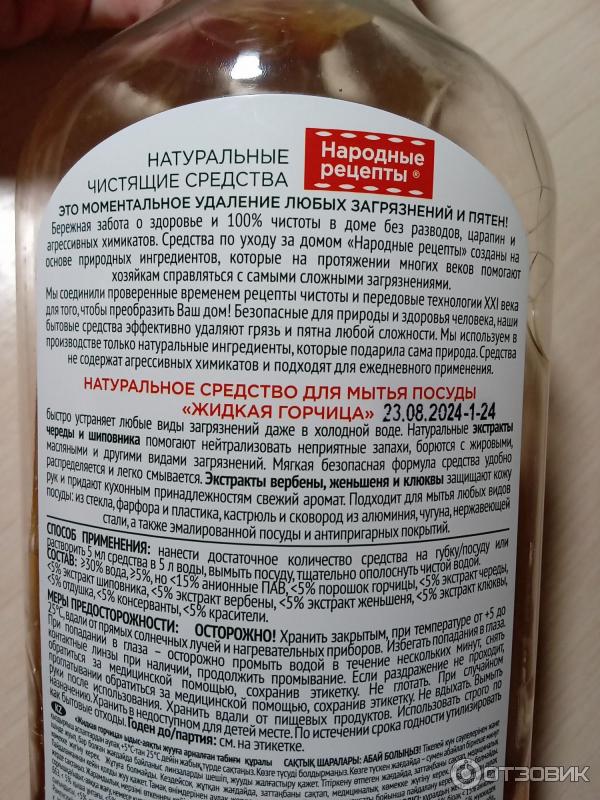 НАТУРАЛЬНЫЕ
ЧИСТЯЩИЕ СРЕДСТВА
Народные
рецепты®
ЭТО МОМЕНТАЛЬНОЕ УДАЛЕНИЕ ЛЮБЫХ ЗАГРЯЗНЕНИЙ И ПЯТЕН!
Бережная забота о здоровье и 100% чистоты в доме без разводов, царапин и
агрессивных химикатов. Средства по уходу за домом «Народные рецепты» созданы на
основе природных ингредиентов, которые на протяжении многих веков помогают
хозяйкам справляться с самыми сложными загрязнениями.
Мы соединили проверенные временем рецепты чистоты и передовые технологии XXI века
для того, чтобы преобразить Ваш дом! Безопасные для природы и здоровья человека, наши
бытовые средства эффективно удаляют грязь и пятна любой сложности. Мы используем в
производстве только натуральные ингредиенты, которые подарила сама природа. Средства
не содержат агрессивных химикатов и подходят для ежедневного применения.
НАТУРАЛЬНОЕ СРЕДСТВО ДЛЯ МЫТЬЯ ПОСУДЫ
«ЖИДКАЯ ГОРЧИЦА» 23.08.2024-1-24
быстро устраняет любые виды загрязнений даже в холодной воде. Натуральные экстракты
череды и шиповника помогают нейтрализовать неприятные запахи, борются с жировыми,
масляными и другими видами загрязнений. Мягкая безопасная формула средства удобно
распределяется и легко смывается. Экстракты вербены, женьшеня и клюквы защищают кожу
рук и придают кухонным принадлежностям свежий аромат. Подходит для мытья любых видов
посуды: из стекла, фарфора и пластика, кастрюль и сковород из алюминия, чугуна, нержавеющей
стали, а также эмалированной посуды и антипригарных покрытий.
СПОСОБ ПРИМЕНЕНИЯ: нанести достаточное количество средства на губку/посуду или
растворить 5 мл средства в 5 л воды, вымыть посуду, тщательно ополоснуть чистой водой.
СОСТАВ: ≥30% вода, ≥5%, но <15% анионные ПАВ, <5% порошок горчицы, <5% экстракт череды,
<5% экстракт шиповника, <5% экстракт вербены, <5% экстракт женьшеня, <5% экстракт клюквы,
<5% отдушка, <5% консерванты, <5% красители.
МЕРЫ ПРЕДОСТОРОЖНОСТИ: ОСТОРОЖНО! Хранить закрытым, при температуре от +5 до
25°С, вдали от прямых солнечных лучей и нагревательных приборов. Избегать попадания в глаза.
При попадании в глаза – осторожно промыть водой в течение нескольких минут, снять
контактные линзы при наличии, продолжить промывание. Если раздражение не проходит,
обратиться за медицинской помощью, сохранив этикетку. Не глотать. При случайном
проглатывании обратиться за медицинской помощью, сохранив этикетку. Не вдыхать. Вымыть
руки после использования. Хранить вдали от пищевых продуктов. Использовать строго по
назначению. Хранить в недоступном для детей месте. По истечении срока годности утилизировать
как бытовые отходы. Годен до/партия: см. на этикетке.
KZ «Жидкая горчица» ыдыс-аяқты жууға арналған табиғи құралы САҚТЫҚ ШАРАЛАРЫ: АБАЙ БОЛЫҢЫЗ!
ОТЗОВИК